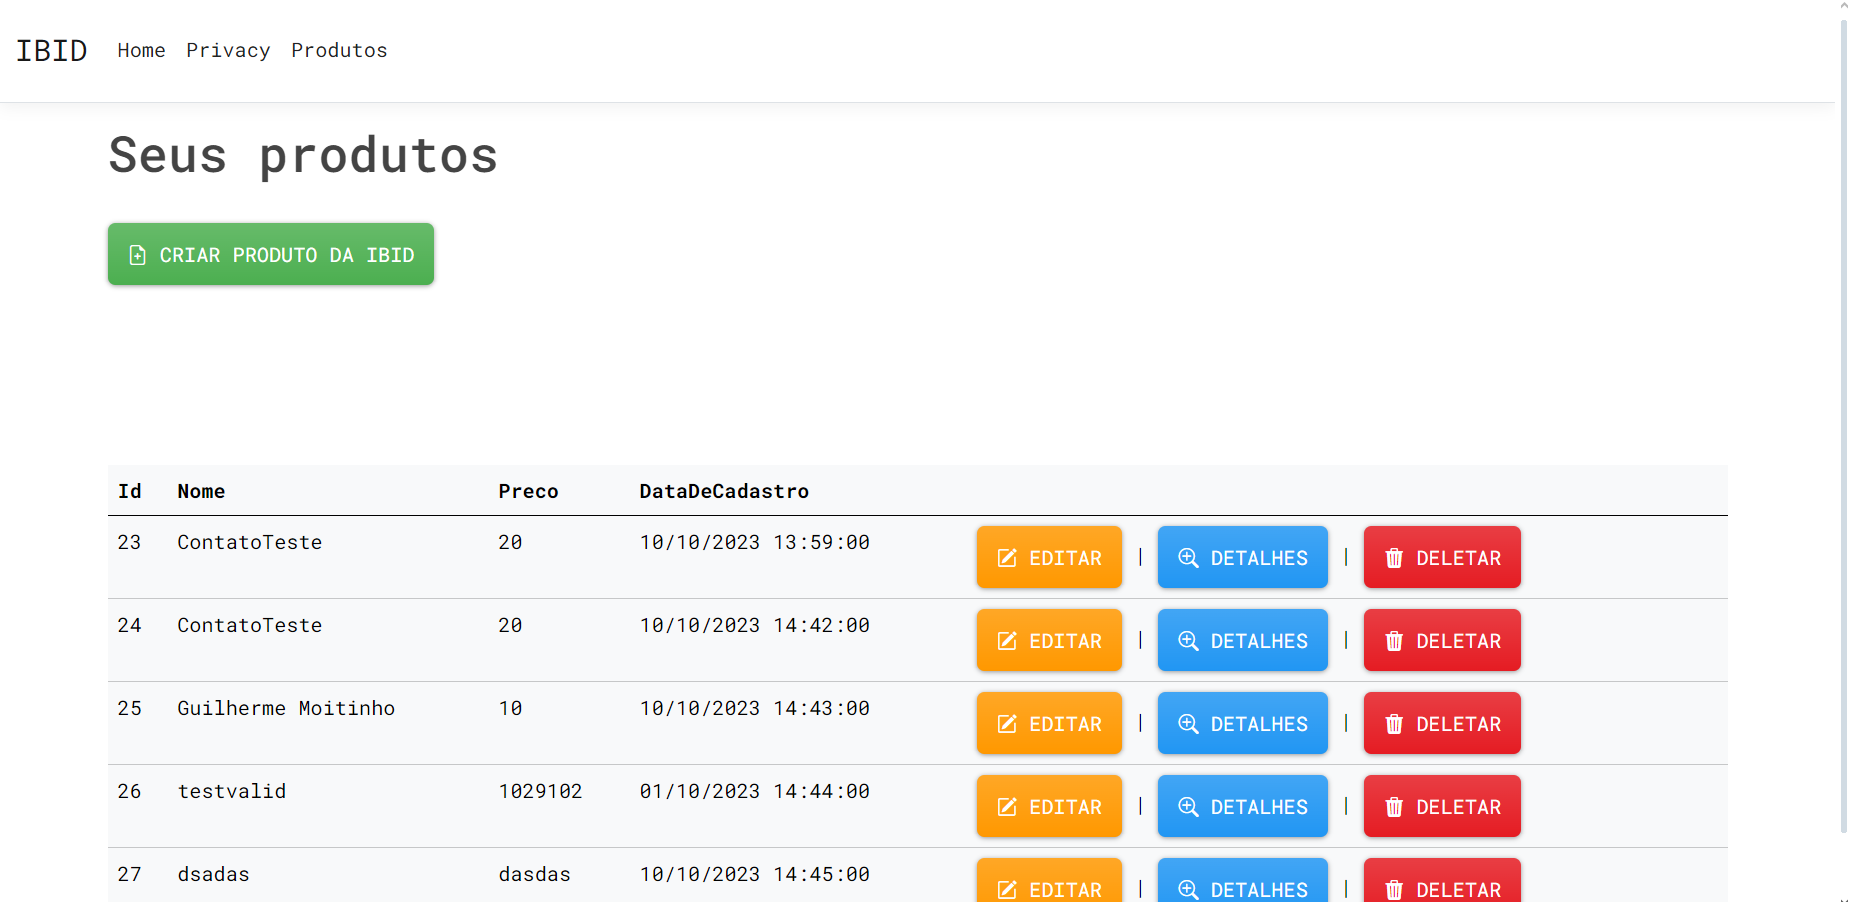 IBID Home Privacy Produtos
Seus produtos
CRIAR PRODUTO DA IBID
Id Nome Preco DataDeCadastro
23 ContatoTeste 20 10/10/2023 13:59:00 EDITAR | DETALHES | DELETAR
24 ContatoTeste 20 10/10/2023 14:42:00 EDITAR | DETALHES | DELETAR
25 Guilherme Moitinho 10 10/10/2023 14:43:00 EDITAR | DETALHES | DELETAR
26 testvalid 1029102 01/10/2023 14:44:00 EDITAR | DETALHES | DELETAR
27 dsadas dasdas 10/10/2023 14:45:00 EDITAR | DETALHES | DELETAR